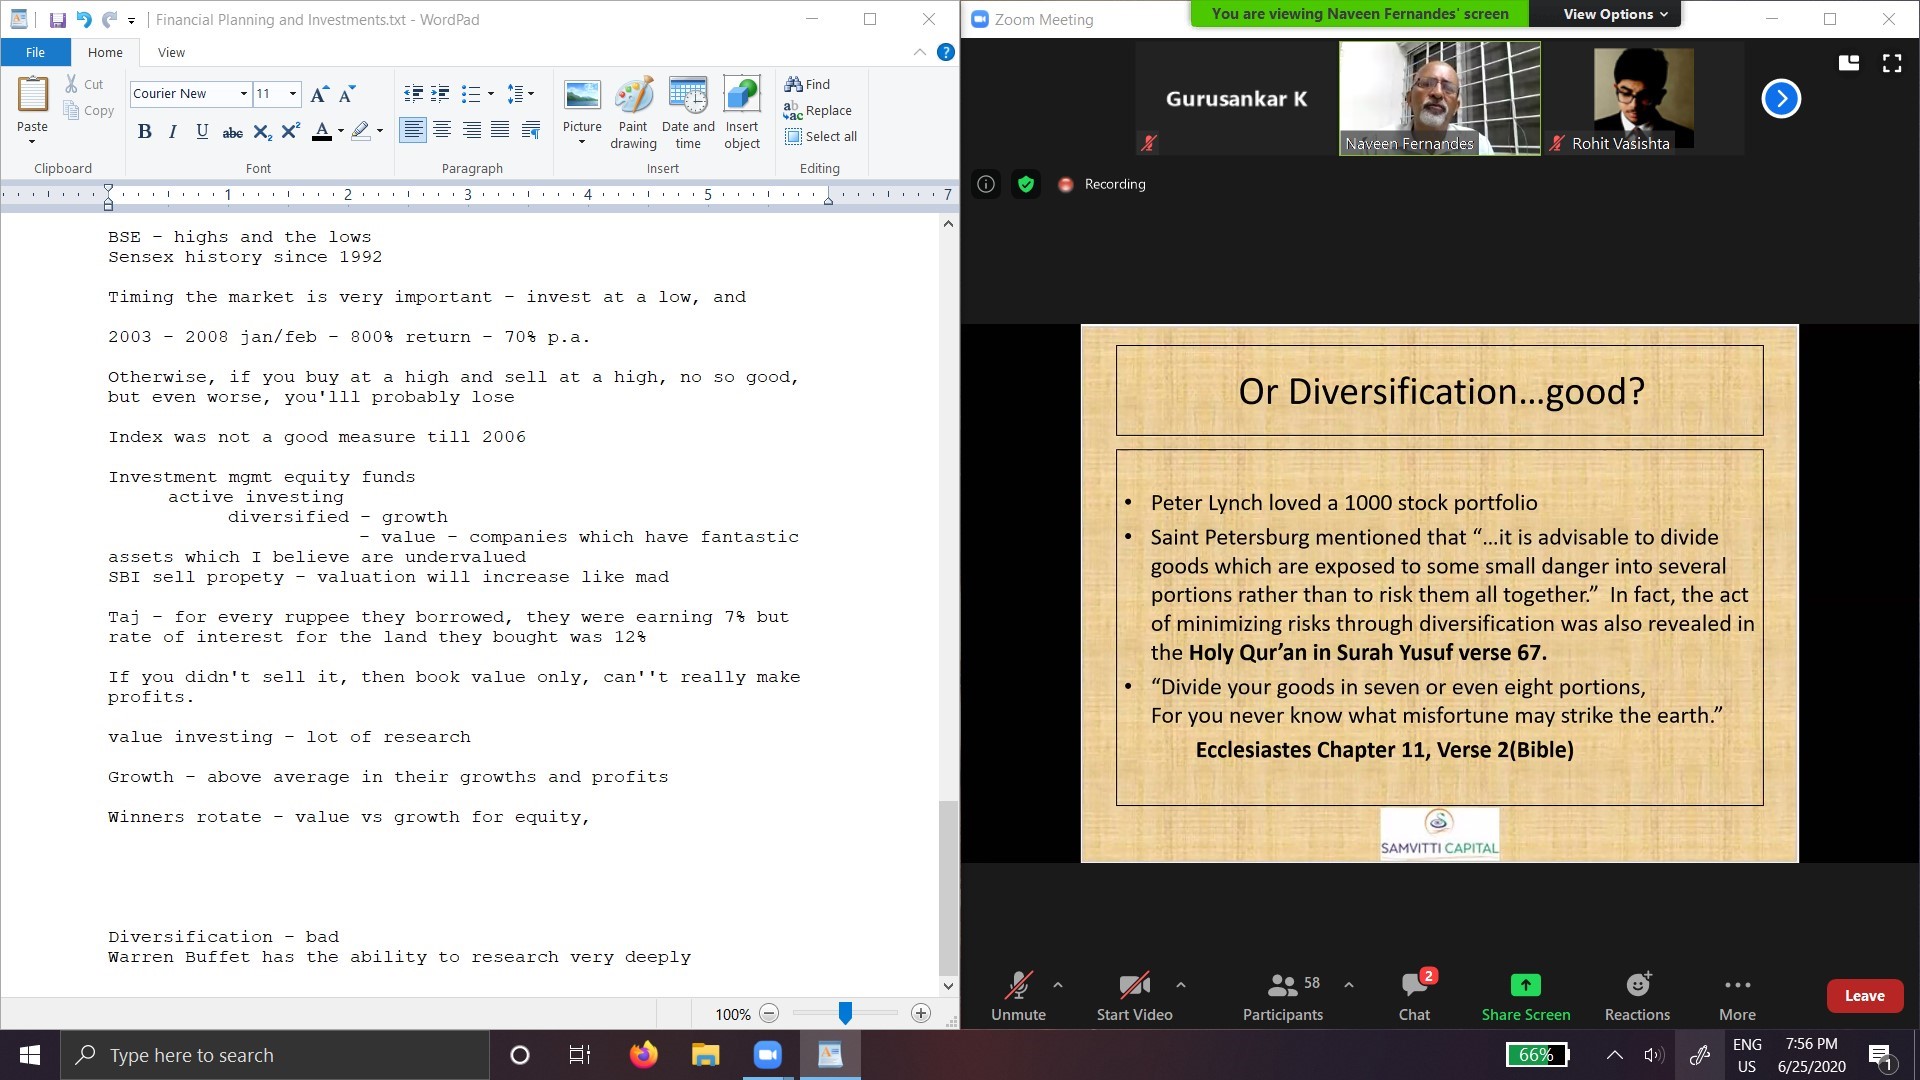 Financial Planning and Investments.txt - WordPad
File
Home
View
Paste
Cut
Copy
Clipboard
Courier New
11
B I U abc X₂ X² A
Font
Paragraph
Picture
Paint drawing
Date and time
Insert object
Insert
Find
Replace
Select all
Editing
1 2 3 4 5 7
BSE - highs and the lows
Sensex history since 1992
Timing the market is very important - invest at a low, and
2003 - 2008 jan/feb - 800% return - 70% p.a.
Otherwise, if you buy at a high and sell at a high, no so good,
but even worse, you'lll probably lose
Index was not a good measure till 2006
Investment mgmt equity funds
active investing
diversified - growth
- value - companies which have fantastic
assets which I believe are undervalued
SBI sell propety - valuation will increase like mad
Taj - for every ruppee they borrowed, they were earning 7% but
rate of interest for the land they bought was 12%
If you didn't sell it, then book value only, can''t really make
profits.
value investing - lot of research
Growth - above average in their growths and profits
Winners rotate - value vs growth for equity,
Diversification - bad
Warren Buffet has the ability to research very deeply
100%
Zoom Meeting
You are viewing Naveen Fernandes' screen
View Options
Gurusankar K
Naveen Fernandes
Rohit Vasishta
Recording
Or Diversification...good?
• Peter Lynch loved a 1000 stock portfolio
• Saint Petersburg mentioned that “...it is advisable to divide
goods which are exposed to some small danger into several
portions rather than to risk them all together.” In fact, the act
of minimizing risks through diversification was also revealed in
the Holy Qur’an in Surah Yusuf verse 67.
• “Divide your goods in seven or even eight portions,
For you never know what misfortune may strike the earth.”
Ecclesiastes Chapter 11, Verse 2(Bible)
SAMVITTI CAPITAL
Unmute
Start Video
58
Participants
2
Chat
Share Screen
Reactions
More
Leave
Type here to search
66%
ENG
US
7:56 PM
6/25/2020
1